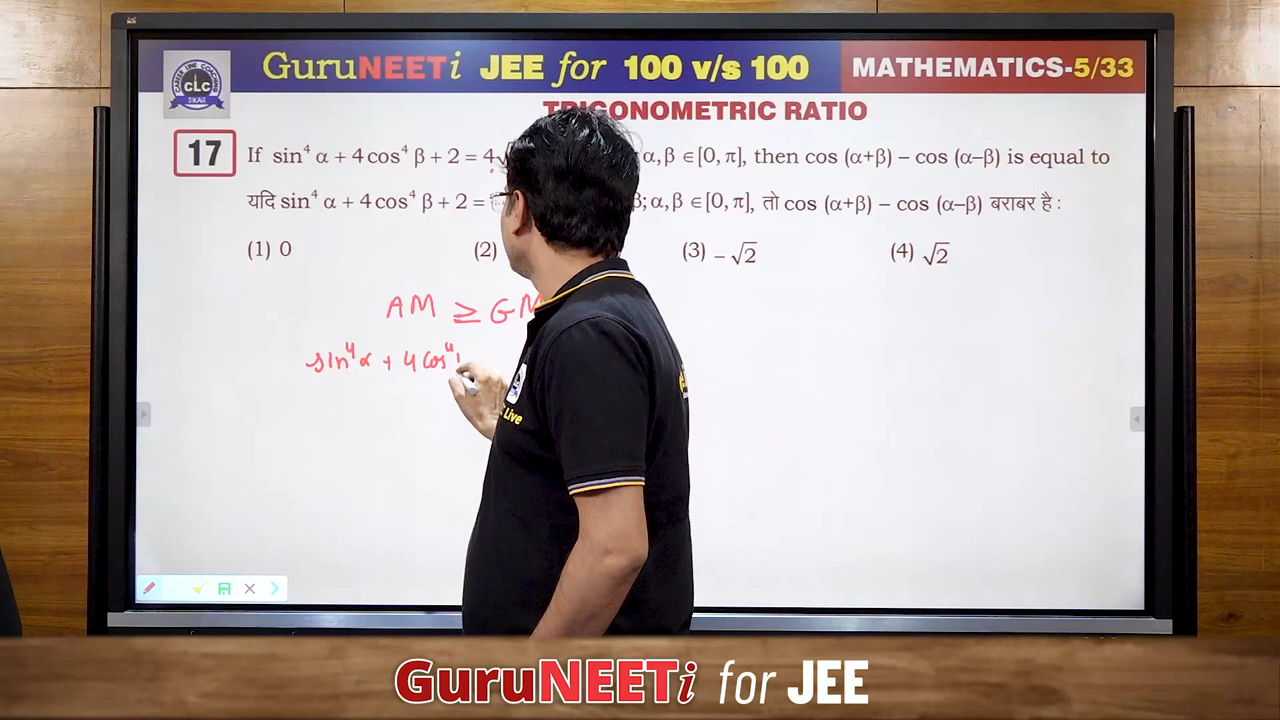 GuruNEETi JEE for 100 v/s 100
MATHEMATICS-5/33
CLC
SIKAR
TRIGONOMETRIC RATIO
17
If sin⁴ α + 4 cos⁴ β + 2 = 4√ α, β ∈ [0, π], then cos (α+β) – cos (α–β) is equal to
यदि sin⁴ α + 4 cos⁴ β + 2 = β; α, β ∈ [0, π], तो cos (α+β) – cos (α–β) बराबर है :
(1) 0
(2)
(3) –√2
(4) √2
AM ≥ GM
sin⁴α + 4 cos⁴
Live
GuruNEETi for JEE